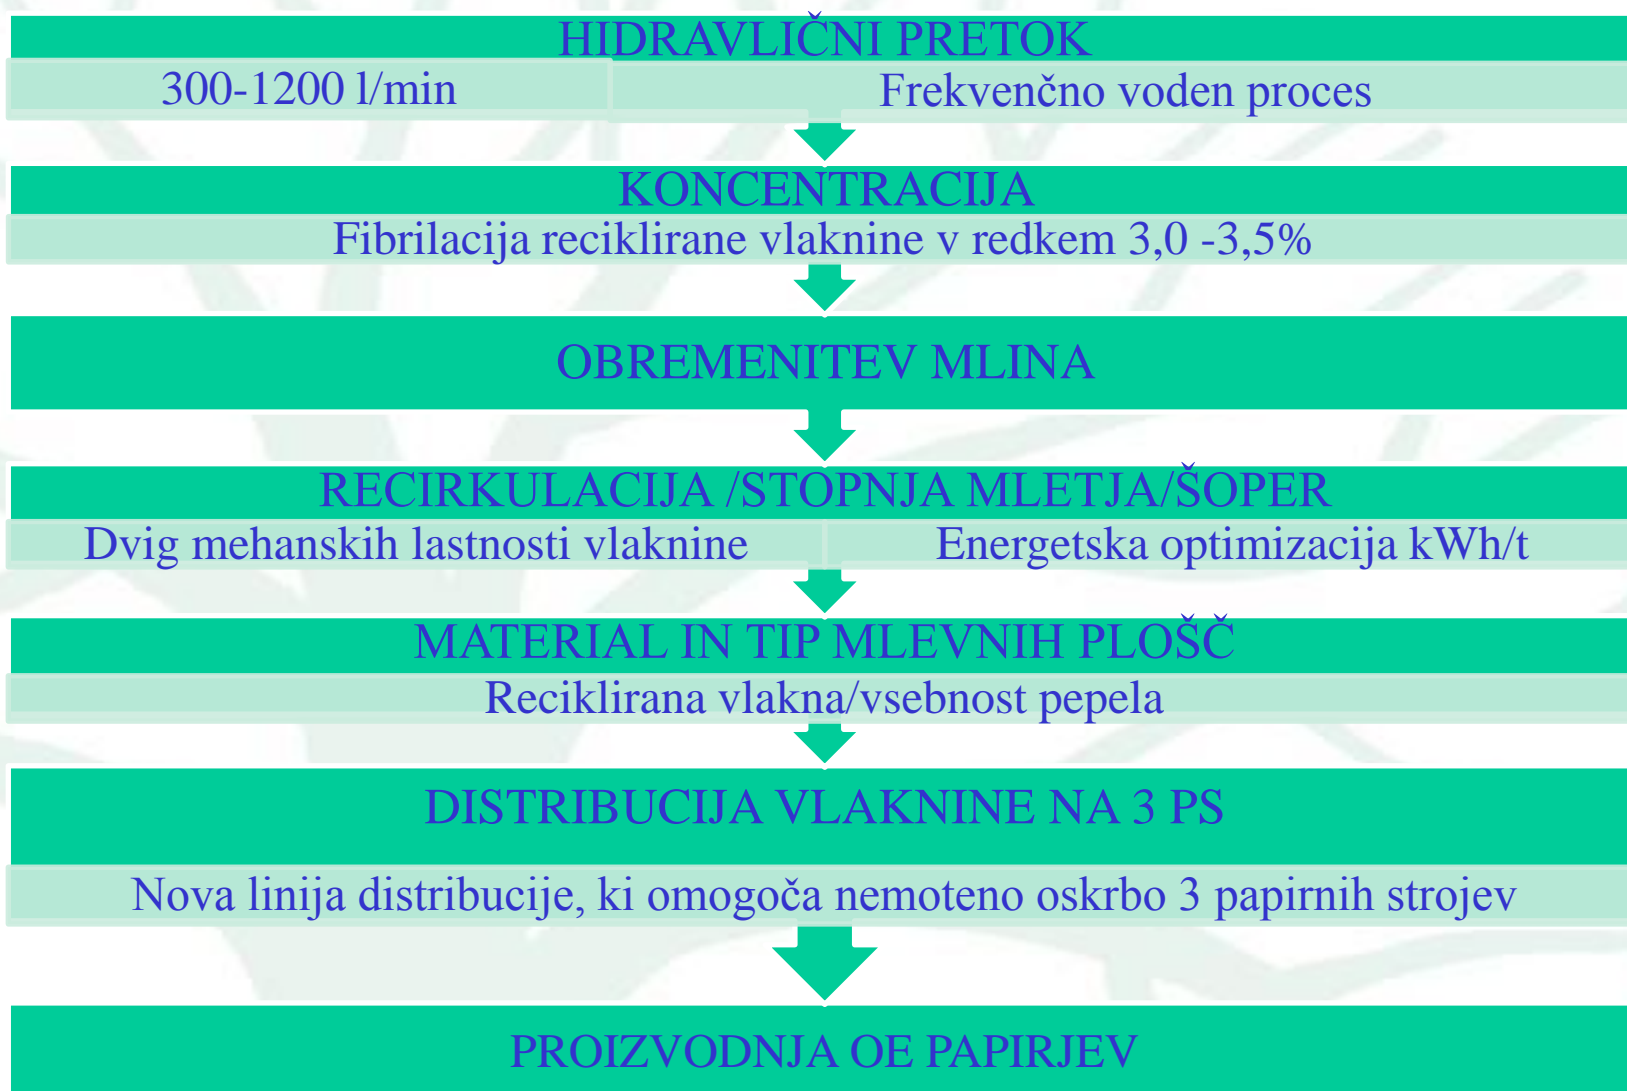 HIDRAVLIČNI PRETOK
300-1200 l/min
Frekvenčno voden proces
KONCENTRACIJA
Fibrilacija reciklirane vlaknine v redkem 3,0 -3,5%
OBREMENITEV MLINA
RECIRKULACIJA /STOPNJA MLETJA/ŠOPER
Dvig mehanskih lastnosti vlaknine
Energetska optimizacija kWh/t
MATERIAL IN TIP MLEVNIH PLOŠČ
Reciklirana vlakna/vsebnost pepela
DISTRIBUCIJA VLAKNINE NA 3 PS
Nova linija distribucije, ki omogoča nemoteno oskrbo 3 papirnih strojev
PROIZVODNJA OE PAPIRJEV